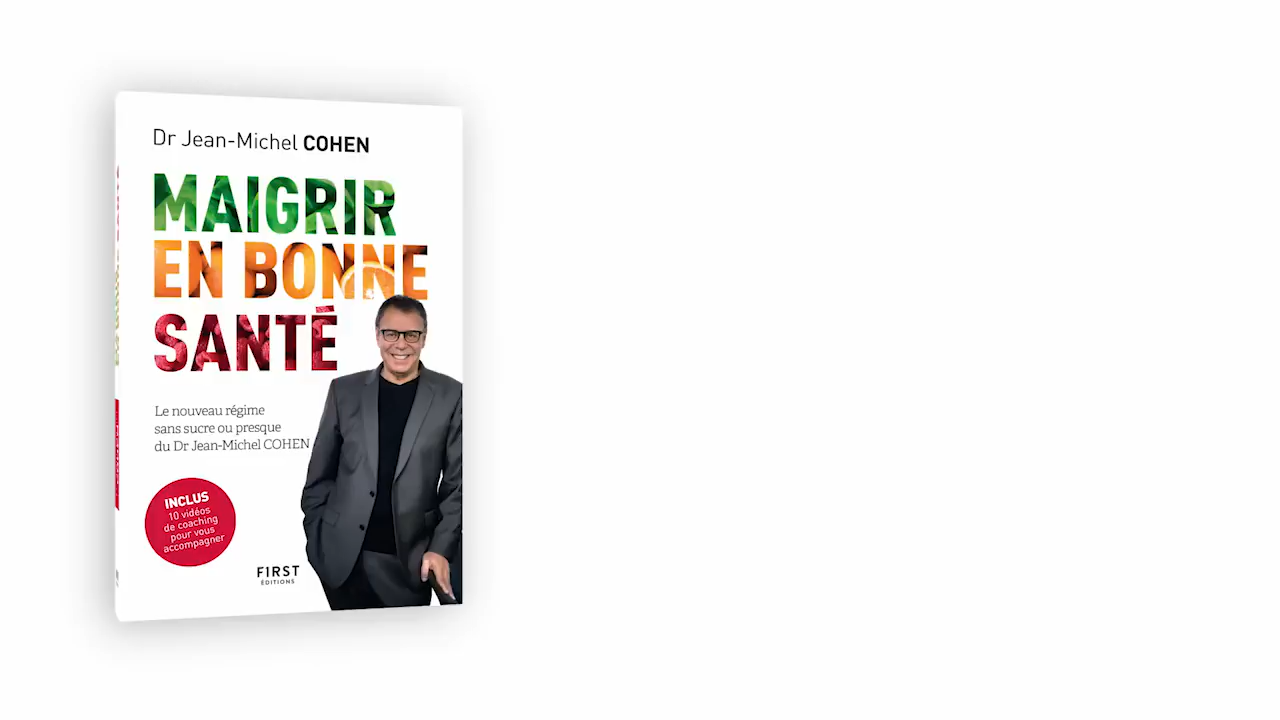 Dr Jean-Michel COHEN
MAIGRIR
EN BONNE
SANTÉ
Le nouveau régime
sans sucre ou presque
du Dr Jean-Michel COHEN
INCLUS
10 vidéos
de coaching
pour vous
accompagner
FIRST
ÉDITIONS